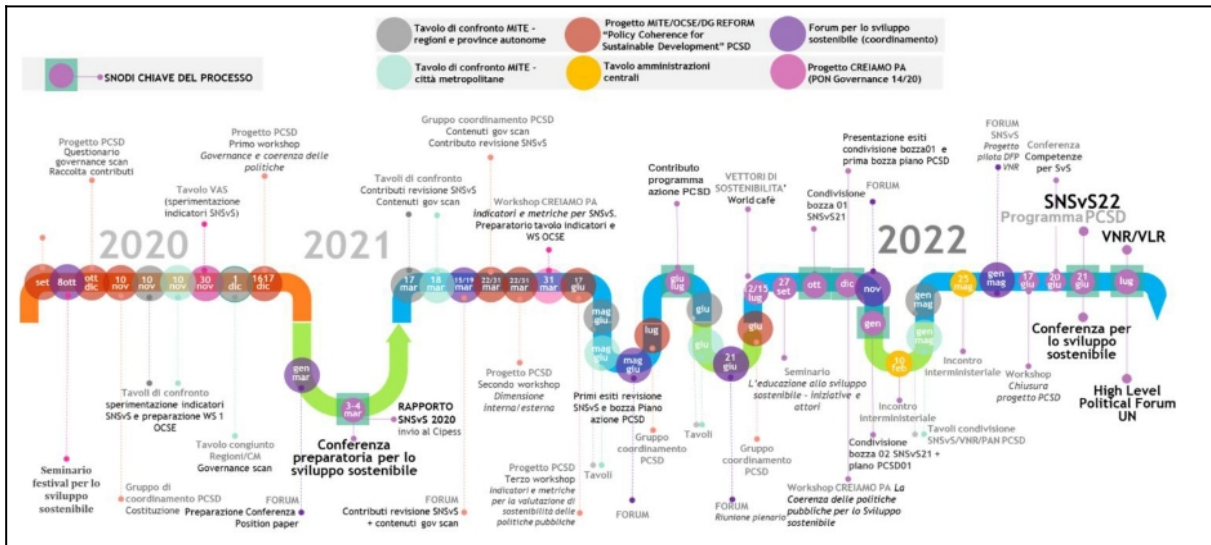 Tavolo di confronto MITE -
regioni e province autonome
Progetto MITE/OCSE/DG REFORM
"Policy Coherence for
Sustainable Development" PCSD
Forum per lo sviluppo
sostenibile (coordinamento)
SNODI CHIAVE DEL PROCESSO
Tavolo di confronto MITE -
città metropolitane
Tavolo amministrazioni
centrali
Progetto CREIAMO PA
(PON Governance 14/20)
Progetto PCSD
Questionario
governance scan
Raccolta contributi
Tavolo VAS
(sperimentazione
indicatori SNSvS)
Progetto PCSD
Primo workshop
Governance e coerenza delle
politiche
Tavoli di confronto
Contributi revisione SNSvS
Contenuti gov scan
Gruppo coordinamento PCSD
Contenuti gov scan
Contributo revisione SNSvS
Workshop CREIAMO PA
Indicatori e metriche per SNSvS.
Preparatorio tavolo indicatori e
WS OCSE
Contributo
programma
azione PCSD
VETTORI DI
SOSTENIBILITA'
World cafè
Condivisione
bozza 01
SNSvS21
Presentazione esiti
condivisione bozza01 e
prima bozza piano PCSD
FORUM
FORUM
SNSvS
Progetto
pilota DFP
VNR
Conferenza
Competenze
per SvS
SNSvS22
Programma PCSD
VNR/VLR
2020
2021
2022
set
8ott
ott
dic
10
nov
10
nov
10
nov
30
nov
1
dic
16 17
dic
gen
mar
3-4
mar
17
mar
18
mar
15/19
mar
22/31
mar
22/31
mar
31
mar
17
giu
mag
giu
mag
giu
mag
giu
lug
giu
lug
giu
giu
21
giu
giu
12/15
lug
27
set
ott
dic
nov
gen
10
feb
gen
mag
gen
mag
25
mag
gen
mag
17
giu
20
giu
21
giu
lug
Seminario
festival per lo
sviluppo
sostenibile
Gruppo di
coordinamento PCSD
Costituzione
Tavoli di confronto
sperimentazione indicatori
SNSvS e preparazione WS 1
OCSE
Tavolo congiunto
Regioni/CM
Governance scan
FORUM
Preparazione Conferenza
Position paper
RAPPORTO
SNSvS 2020
invio al Cipess
Conferenza
preparatoria per lo
sviluppo sostenibile
FORUM
Contributi revisione SNSvS
+ contenuti gov scan
Progetto PCSD
Secondo workshop
Dimensione
interna/esterna
Progetto PCSD
Terzo workshop
Indicatori e metriche
per la valutazione di
sostenibilità delle
politiche pubbliche
Primi esiti revisione
SNSvS e bozza Piano
azione PCSD
Tavoli
FORUM
Gruppo
coordinamento
PCSD
Tavoli
FORUM
Riunione plenaria
Gruppo
coordinamento
PCSD
Seminario
L'educazione allo sviluppo
sostenibile - iniziative e
attori
Workshop CREIAMO PA La
Coerenza delle politiche
pubbliche per lo Sviluppo
sostenibile
Condivisione
bozza 02 SNSvS21 +
piano PCSD01
Incontro
Interministeriale
Tavoli condivisione
SNSvS/VNR/PAN PCSD
Incontro
Interministeriale
Workshop
Chiusura
progetto PCSD
Conferenza per
lo sviluppo
sostenibile
High Level
Political Forum
UN